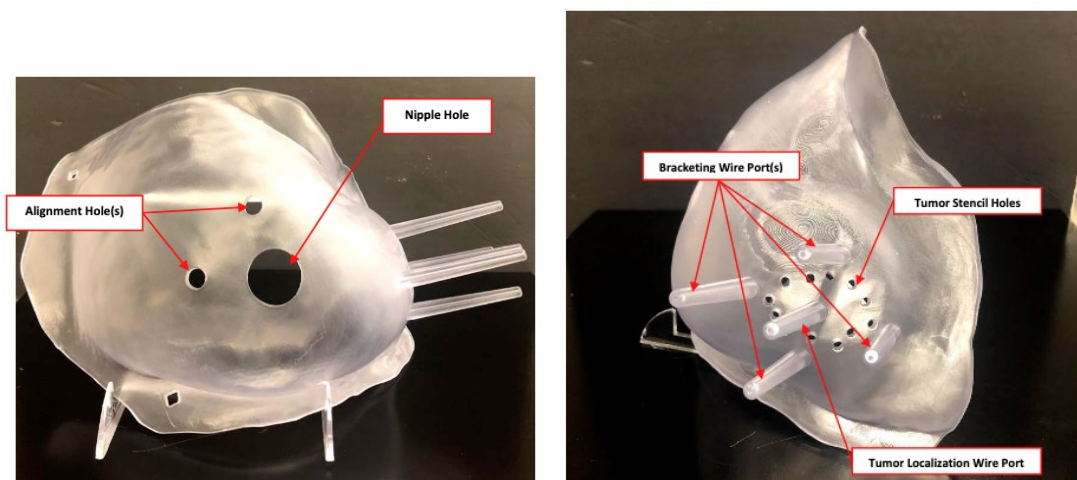 Nipple Hole
Alignment Hole(s)
Bracketing Wire Port(s)
Tumor Stencil Holes
Tumor Localization Wire Port